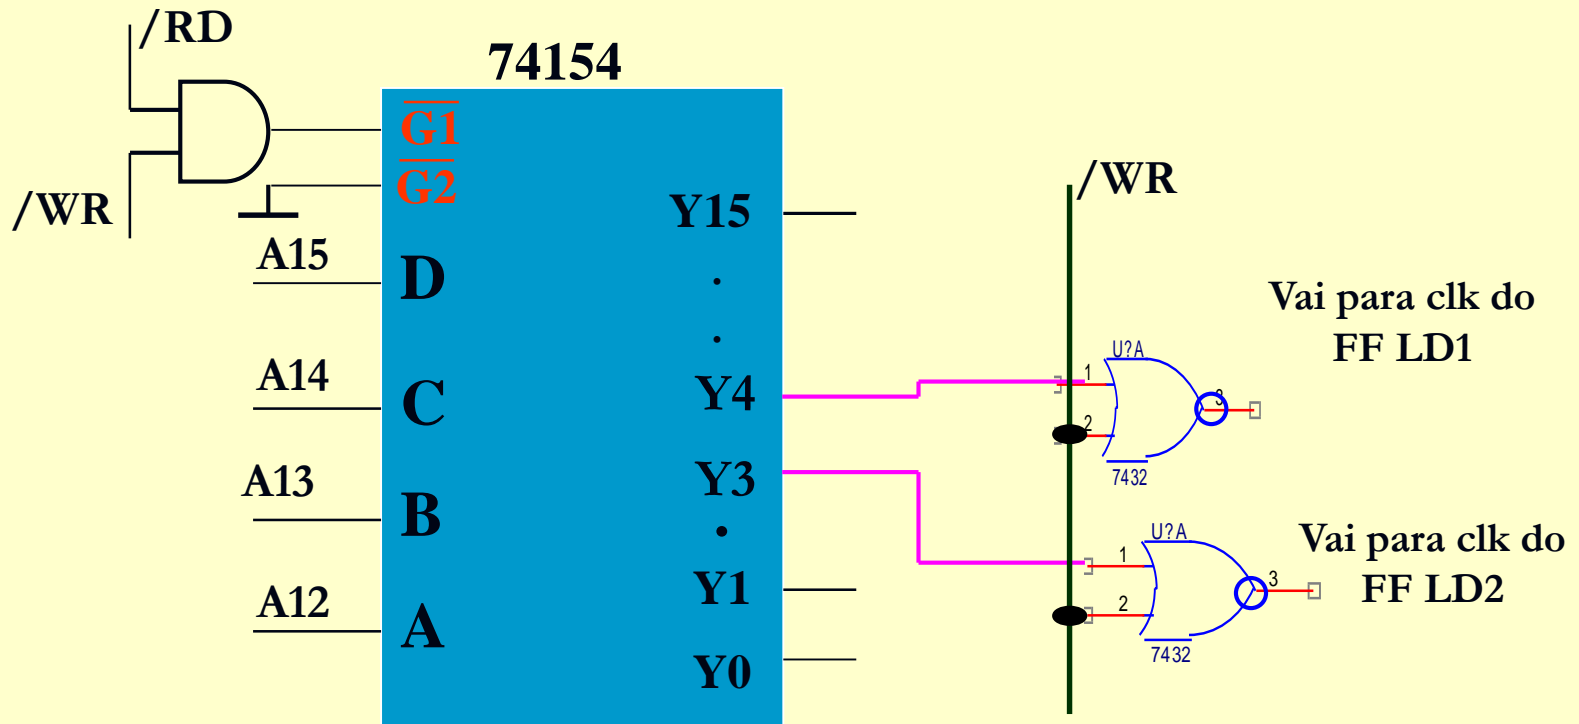 /RD
74154
G1
G2
/WR
/WR
Y15
A15
D
.
.
Vai para clk do
FF LD1
U?A
1
3
2
7432
A14
C
Y4
A13
B
Y3
.
U?A
1
3
2
7432
Vai para clk do
FF LD2
Y1
A12
A
Y0